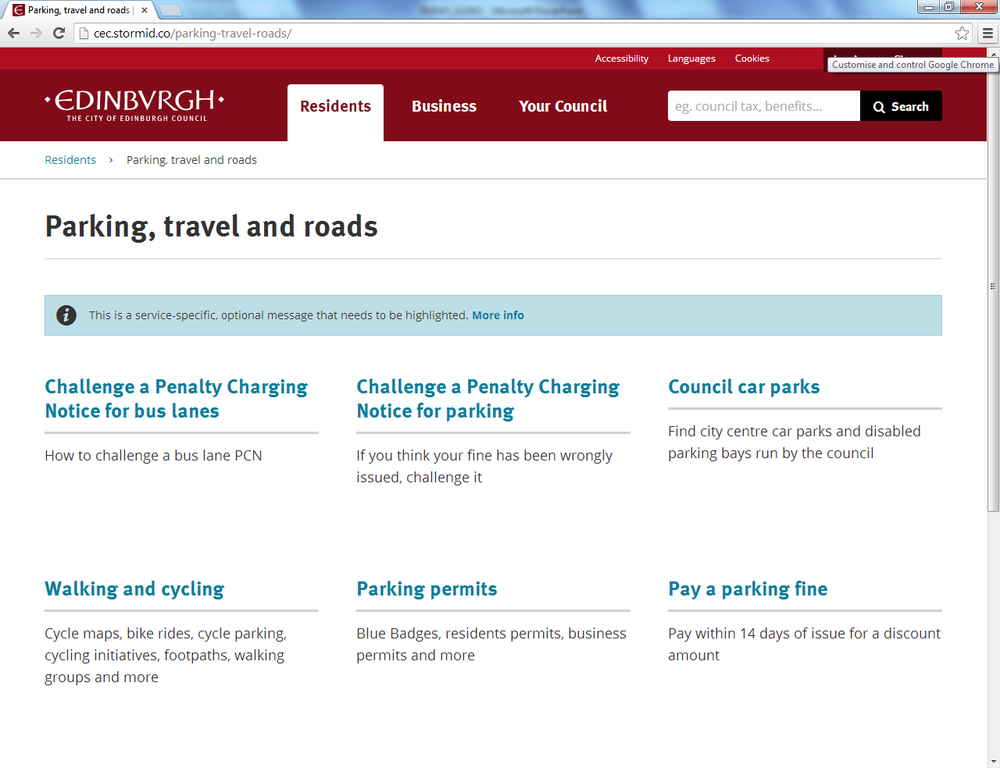 Parking, travel and roads |
cec.stormid.co/parking-travel-roads/
Accessibility Languages Cookies
Customise and control Google Chrome
EDINBVRGH
THE CITY OF EDINBURGH COUNCIL
Residents Business Your Council
eg. council tax, benefits... Search
Residents › Parking, travel and roads
Parking, travel and roads
This is a service-specific, optional message that needs to be highlighted. More info
Challenge a Penalty Charging
Notice for bus lanes
How to challenge a bus lane PCN
Challenge a Penalty Charging
Notice for parking
If you think your fine has been wrongly
issued, challenge it
Council car parks
Find city centre car parks and disabled
parking bays run by the council
Walking and cycling
Cycle maps, bike rides, cycle parking,
cycling initiatives, footpaths, walking
groups and more
Parking permits
Blue Badges, residents permits, business
permits and more
Pay a parking fine
Pay within 14 days of issue for a discount
amount